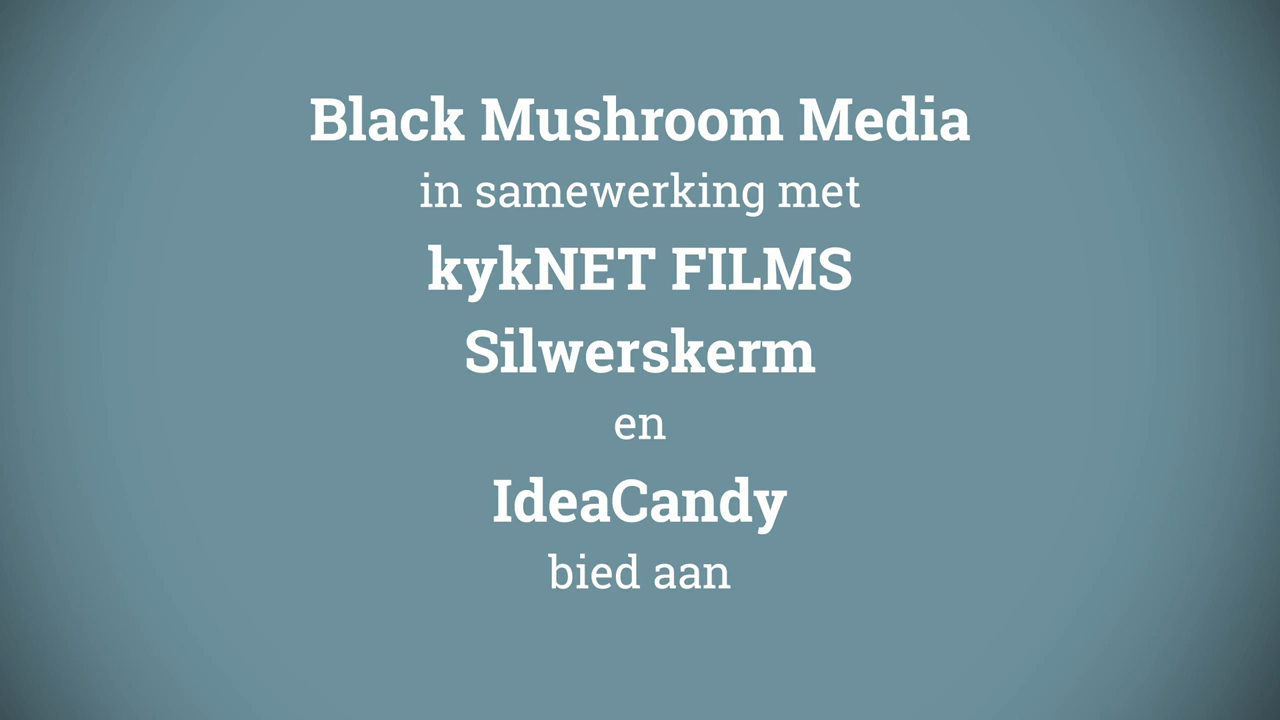 Black Mushroom Media
in samewerking met
kykNET FILMS
Silwerskerm
en
IdeaCandy
bied aan